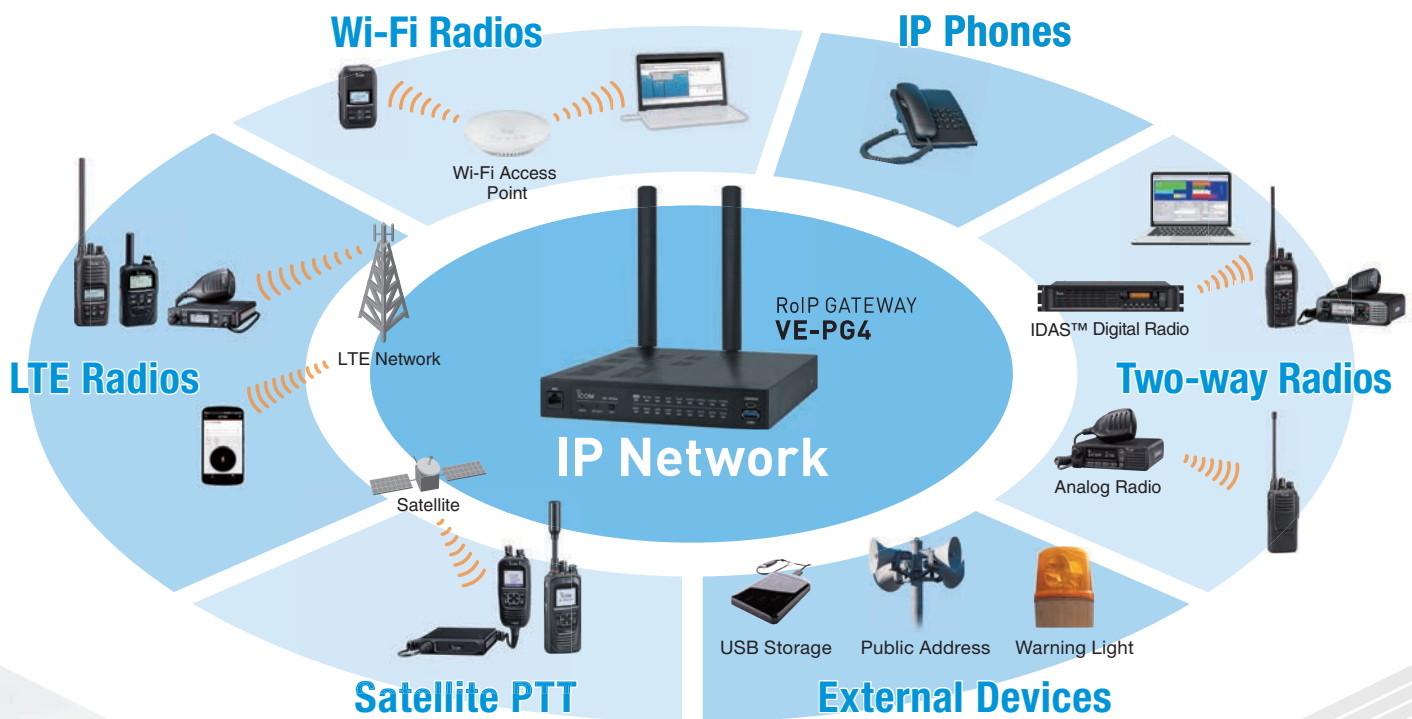 Wi-Fi Radios
IP Phones
Wi-Fi Access
Point
RoIP GATEWAY
VE-PG4
IDAS™ Digital Radio
LTE Network
LTE Radios
Two-way Radios
ICOM
IP Network
Analog Radio
Satellite
USB Storage
Public Address
Warning Light
Satellite PTT
External Devices